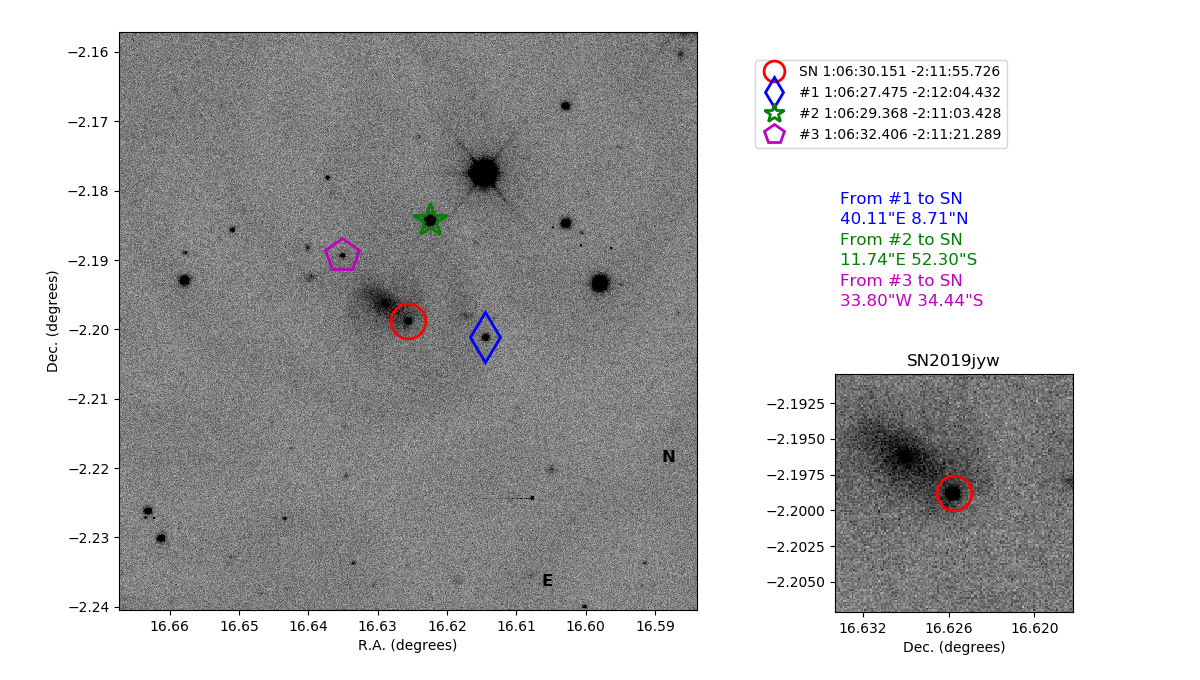 −2.16
−2.17
−2.18
−2.19
−2.20
−2.21
−2.22
−2.23
−2.24
Dec. (degrees)
16.66
16.65
16.64
16.63
16.62
16.61
16.60
16.59
R.A. (degrees)
N
E
SN 1:06:30.151 -2:11:55.726
#1 1:06:27.475 -2:12:04.432
#2 1:06:29.368 -2:11:03.428
#3 1:06:32.406 -2:11:21.289
From #1 to SN
40.11"E 8.71"N
From #2 to SN
11.74"E 52.30"S
From #3 to SN
33.80"W 34.44"S
SN2019jyw
−2.1925
−2.1950
−2.1975
−2.2000
−2.2025
−2.2050
16.632
16.626
16.620
Dec. (degrees)